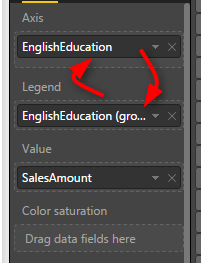 Axis
EnglishEducation
Legend
EnglishEducation (gro...
Value
SalesAmount
Color saturation
Drag data fields here